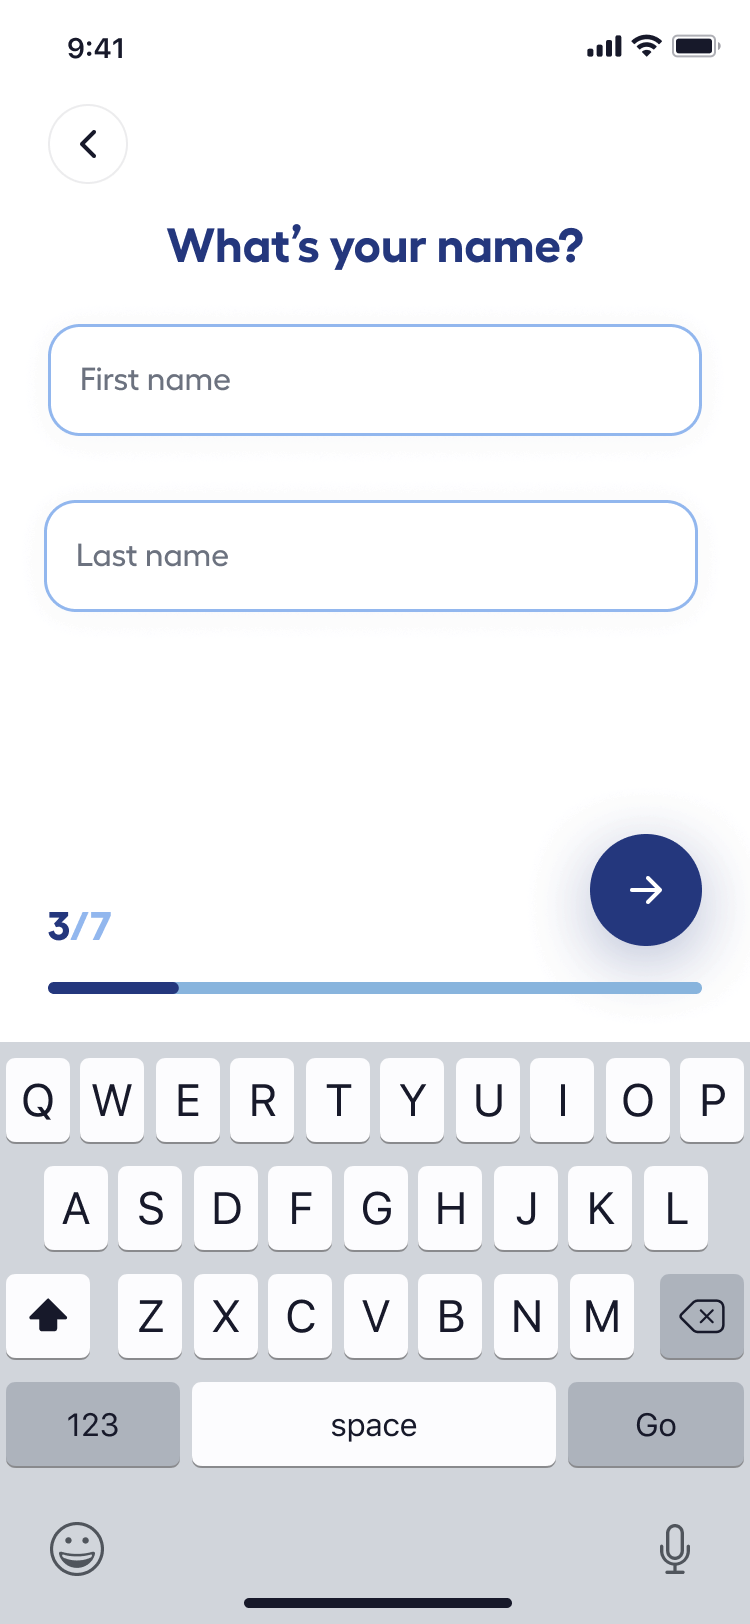 9:41
What’s your name?
First name
Last name
3/7
Q W E R T Y U I O P
A S D F G H J K L
Z X C V B N M
123 space Go